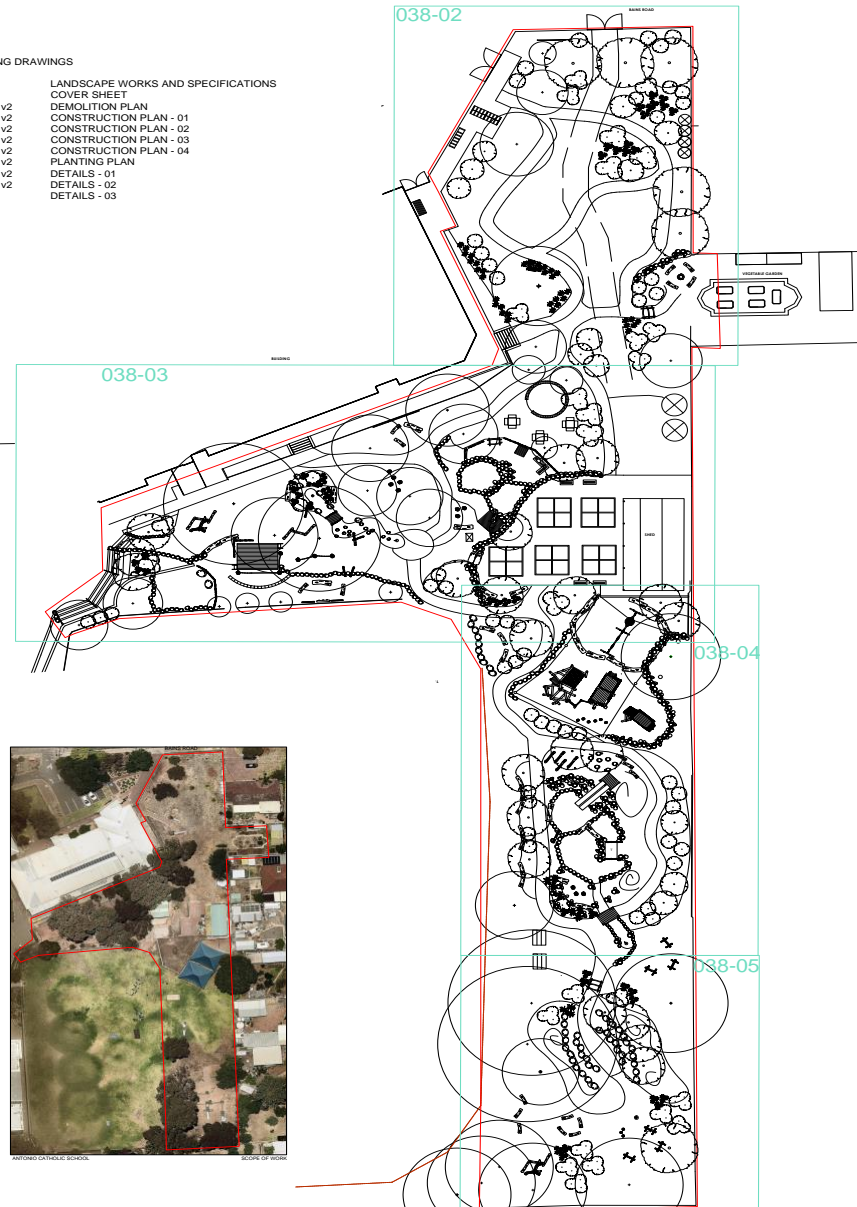 NG DRAWINGS
LANDSCAPE WORKS AND SPECIFICATIONS
COVER SHEET
v2 DEMOLITION PLAN
v2 CONSTRUCTION PLAN - 01
v2 CONSTRUCTION PLAN - 02
v2 CONSTRUCTION PLAN - 03
v2 CONSTRUCTION PLAN - 04
v2 PLANTING PLAN
v2 DETAILS - 01
v2 DETAILS - 02
DETAILS - 03
038-02
BAINS ROAD
VEGETABLE GARDEN
BUILDING
038-03
SHED
038-04
038-05
BAINS ROAD
ANTONIO CATHOLIC SCHOOL
SCOPE OF WORK